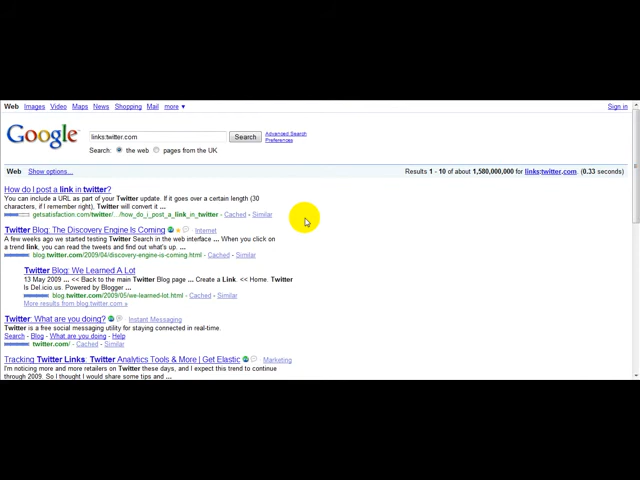 Web Images Video Maps News Shopping Mail more ▼ Sign in
Google links:twitter.com Search Advanced Search
Preferences
Search: the web pages from the UK
Web Show options... Results 1 - 10 of about 1,580,000,000 for links:twitter.com. (0.33 seconds)
How do I post a link in twitter?
You can include a URL as part of your Twitter update. If it goes over a certain length (30
characters, if I remember right), Twitter will convert it ...
getsatisfaction.com/twitter/.../how_do_i_post_a_link_in_twitter - Cached - Similar
Twitter Blog: The Discovery Engine Is Coming Internet
A few weeks ago we started testing Twitter Search in the web interface ... When you click on
a trend link, you can read the tweets and find out what's up. ...
blog.twitter.com/2009/04/discovery-engine-is-coming.html - Cached - Similar
Twitter Blog: We Learned A Lot
13 May 2009 ... << Back to the main Twitter Blog page ... Create a Link. << Home. Twitter
Is Del.icio.us. Powered by Blogger ...
blog.twitter.com/2009/05/we-learned-lot.html - Cached - Similar
More results from blog.twitter.com »
Twitter: What are you doing? Instant Messaging
Twitter is a free social messaging utility for staying connected in real-time.
Search - Blog - What are you doing - Help
twitter.com/ - Cached - Similar
Tracking Twitter Links: Twitter Analytics Tools & More | Get Elastic Marketing
I'm noticing more and more retailers on Twitter these days, and I expect this trend to continue
through 2009. So I thought I would share some tips and ...